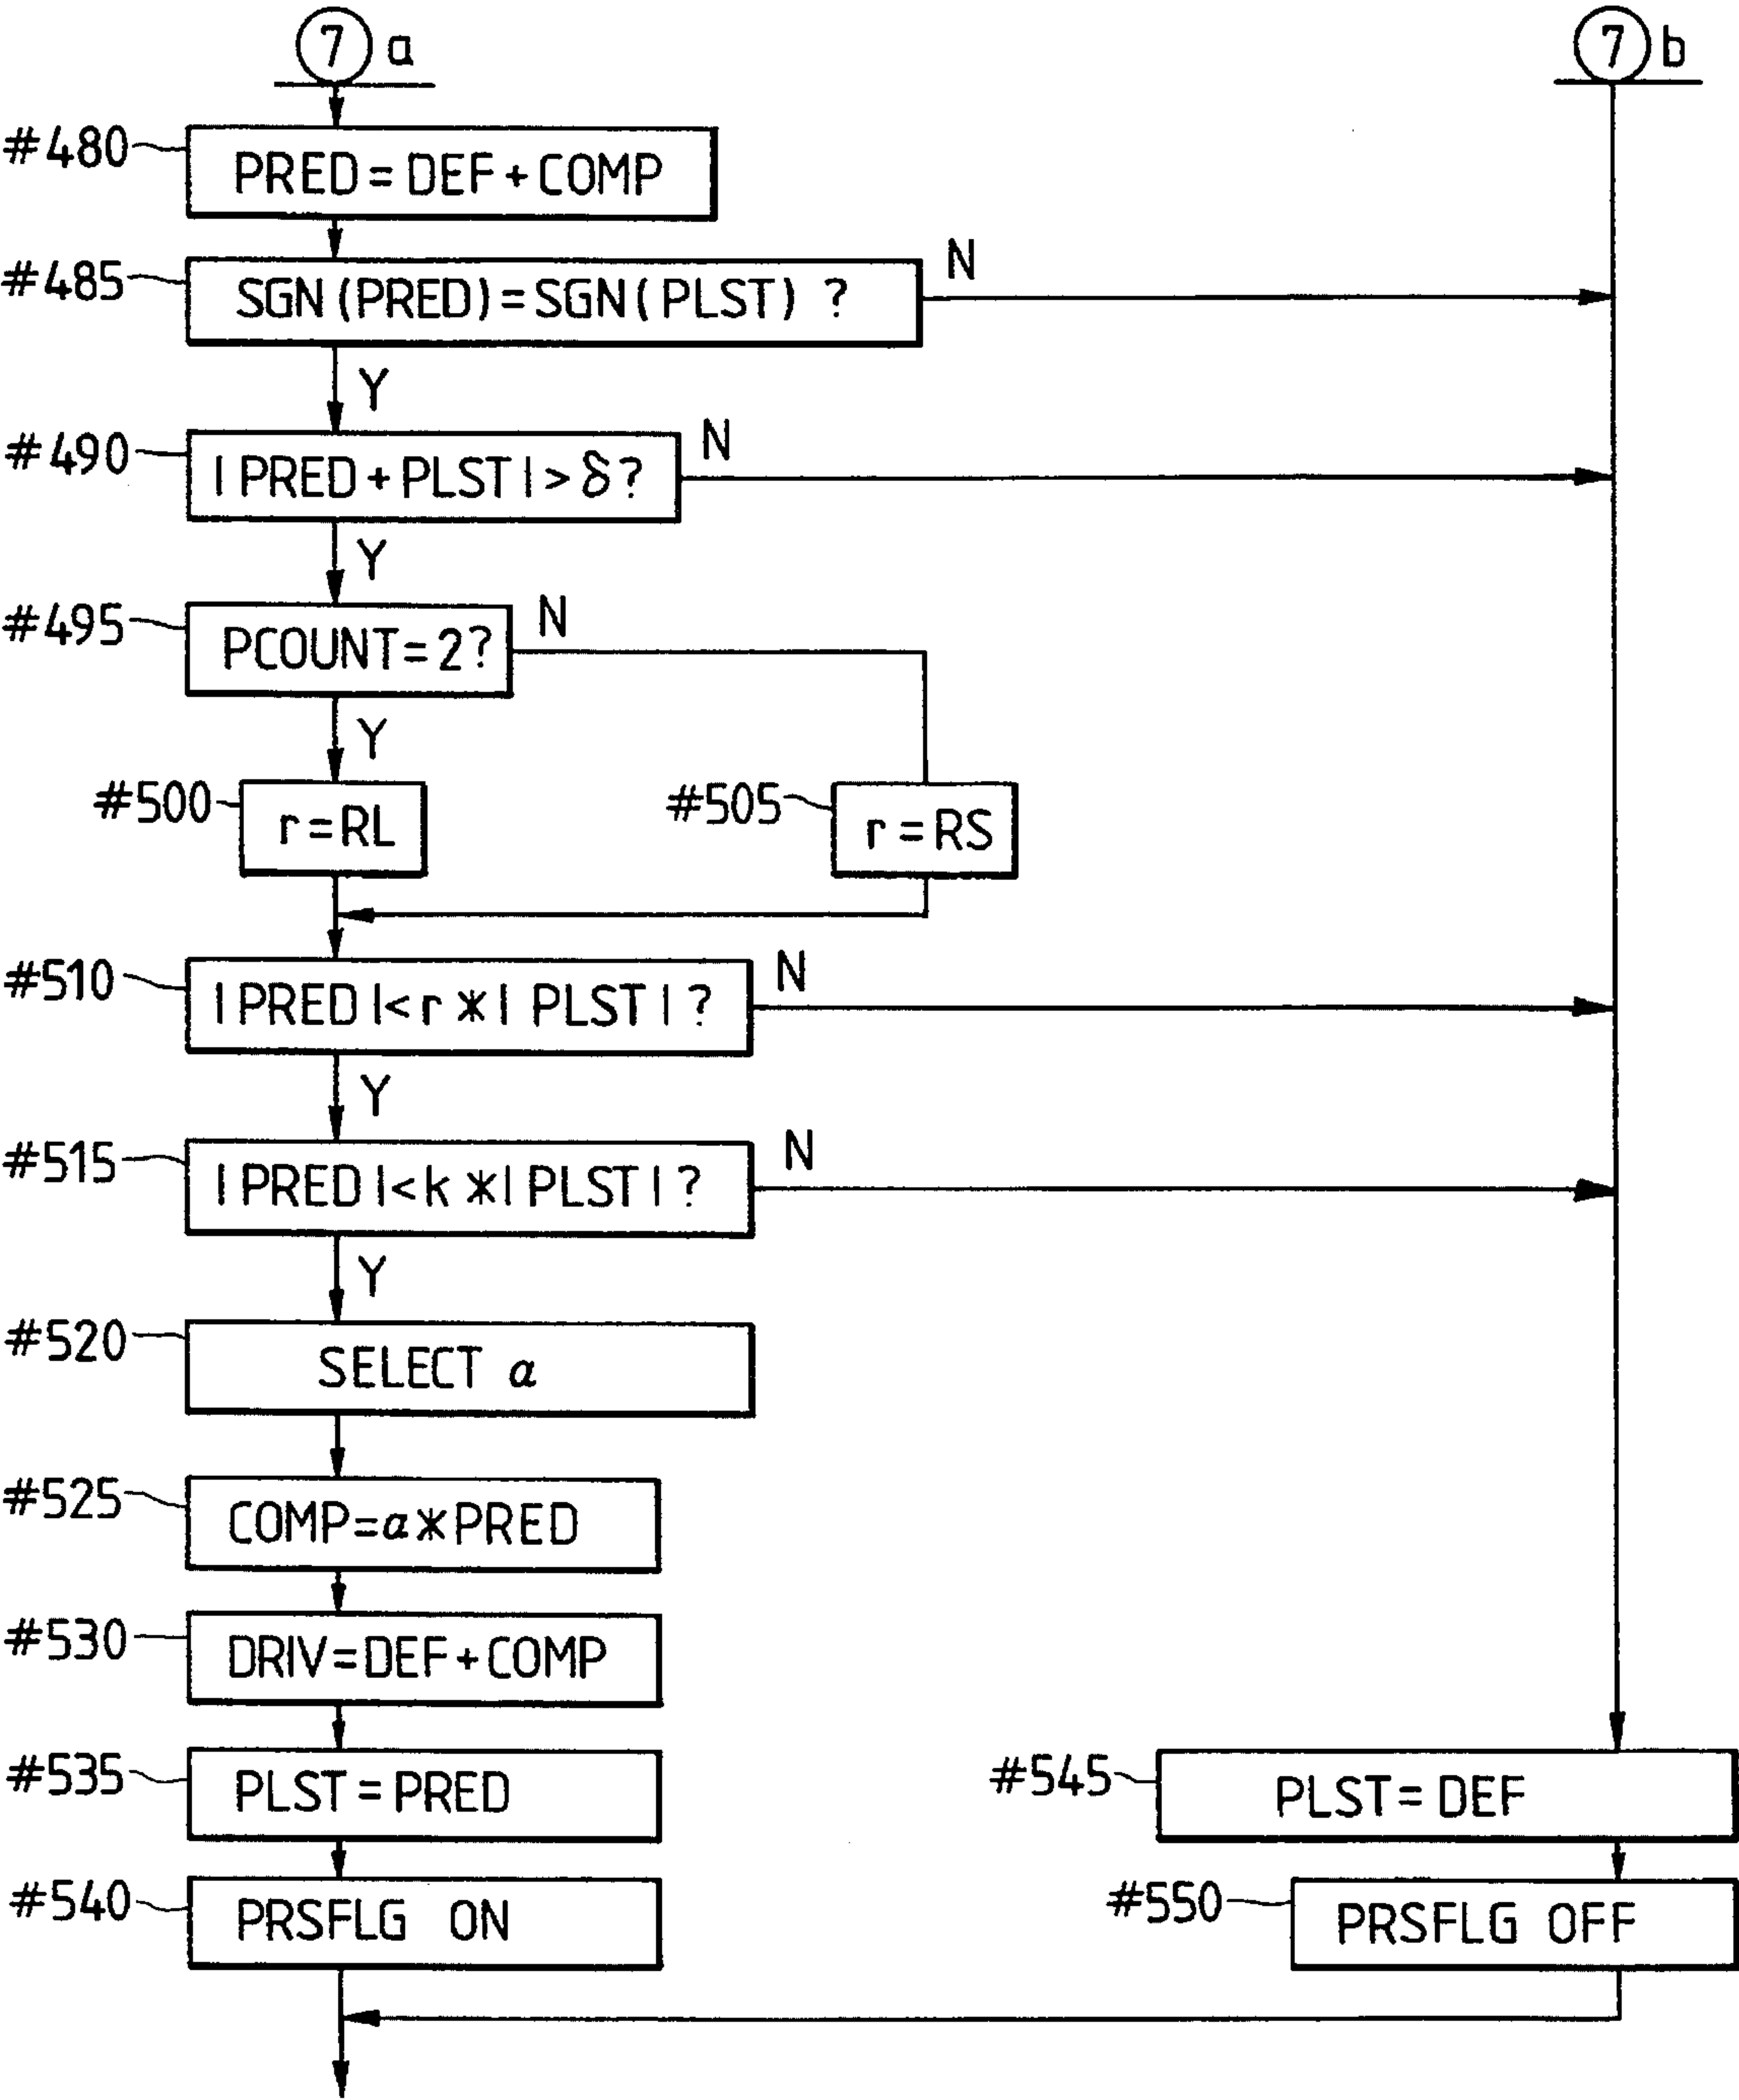 7 a
7 b
#480
PRED = DEF + COMP
#485
SGN (PRED) = SGN (PLST) ?
N
Y
#490
| PRED + PLST | > δ ?
N
Y
#495
PCOUNT = 2 ?
N
Y
#500
r = RL
#505
r = RS
#510
| PRED | < r * | PLST | ?
N
Y
#515
| PRED | < k * | PLST | ?
N
Y
#520
SELECT α
#525
COMP = α * PRED
#530
DRIV = DEF + COMP
#535
PLST = PRED
#545
PLST = DEF
#540
PRSFLG ON
#550
PRSFLG OFF